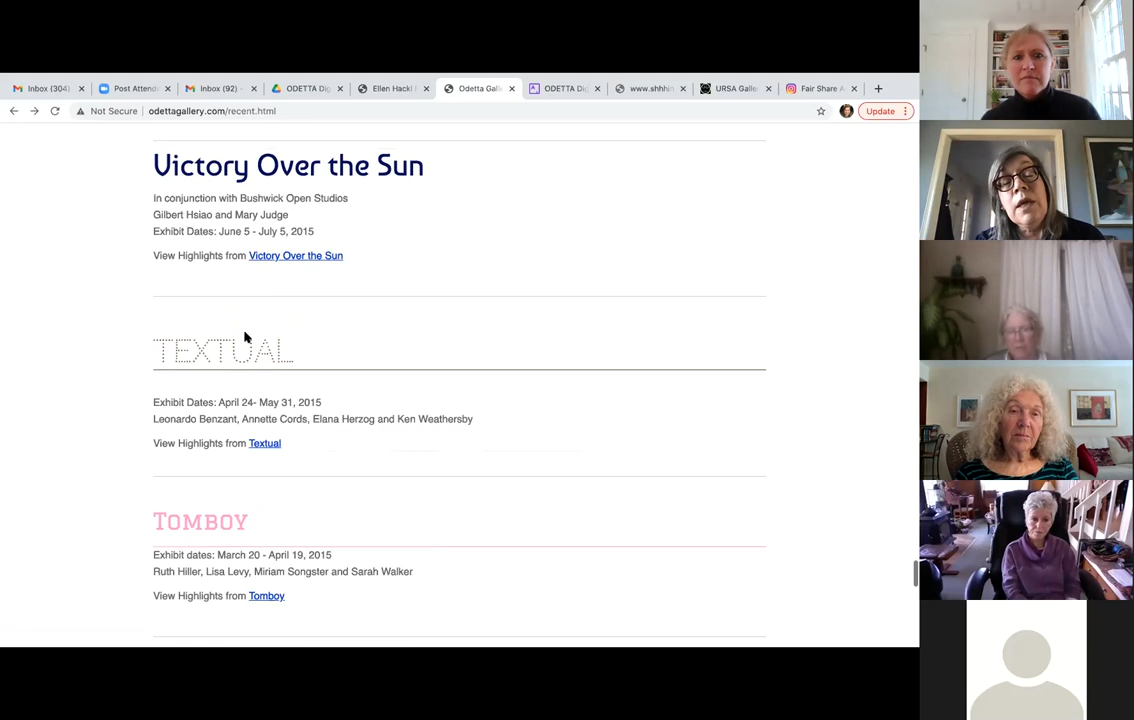 Inbox (304)
Post Attend
Inbox (92) -
ODETTA Dig
Ellen Hackl
Odetta Gall
ODETTA Dig
www.shhhin
URSA Galle
Fair Share A
Not Secure
odettagallery.com/recent.html
Update
Victory Over the Sun
In conjunction with Bushwick Open Studios
Gilbert Hsiao and Mary Judge
Exhibit Dates: June 5 - July 5, 2015
View Highlights from Victory Over the Sun
TEXTUAL
Exhibit Dates: April 24- May 31, 2015
Leonardo Benzant, Annette Cords, Elana Herzog and Ken Weathersby
View Highlights from Textual
Tomboy
Exhibit dates: March 20 - April 19, 2015
Ruth Hiller, Lisa Levy, Miriam Songster and Sarah Walker
View Highlights from Tomboy